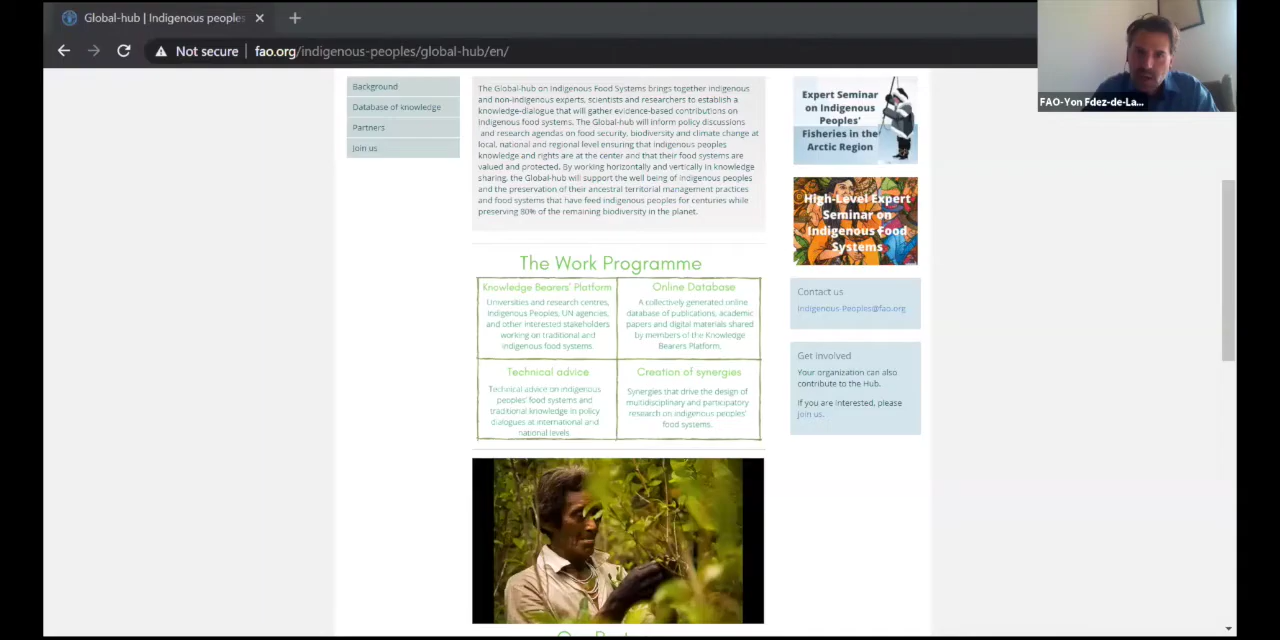 Global-hub | Indigenous peoples
Not secure
fao.org/indigenous-peoples/global-hub/en/
FAO-Yon Fdez-de-La...
Background
Database of knowledge
Partners
Join us
The Global-hub on Indigenous Food Systems brings together indigenous
and non-indigenous experts, scientists and researchers to establish a
knowledge-dialogue that will gather evidence-based contributions on
indigenous food systems. The Global-hub will inform policy discussions
and research agendas on food security, biodiversity and climate change at
local, national and regional level ensuring that indigenous peoples
knowledge and rights are at the center and that their food systems are
valued and protected. By working horizontally and vertically in knowledge
sharing, the Global-hub will support the well being of indigenous peoples
and the preservation of their ancestral territorial management practices
and food systems that have feed indigenous peoples for centuries while
preserving 80% of the remaining biodiversity in the planet.
The Work Programme
Knowledge Bearers' Platform
Universities and research centres,
Indigenous Peoples, UN agencies,
and other interested stakeholders
working on traditional and
indigenous food systems.
Online Database
A collectively generated online
database of publications, academic
papers and digital materials shared
by members of the Knowledge
Bearers Platform.
Technical advice
Technical advice on indigenous
peoples' food systems and
traditional knowledge in policy
dialogues at international and
national levels.
Creation of synergies
Synergies that drive the design of
multidisciplinary and participatory
research on indigenous peoples'
food systems.
Expert Seminar
on Indigenous
Peoples'
Fisheries in the
Arctic Region
High-Level Expert
Seminar on
Indigenous Food
Systems
Contact us
Indigenous-Peoples@fao.org
Get involved
Your organization can also
contribute to the Hub.
If you are interested, please
join us.